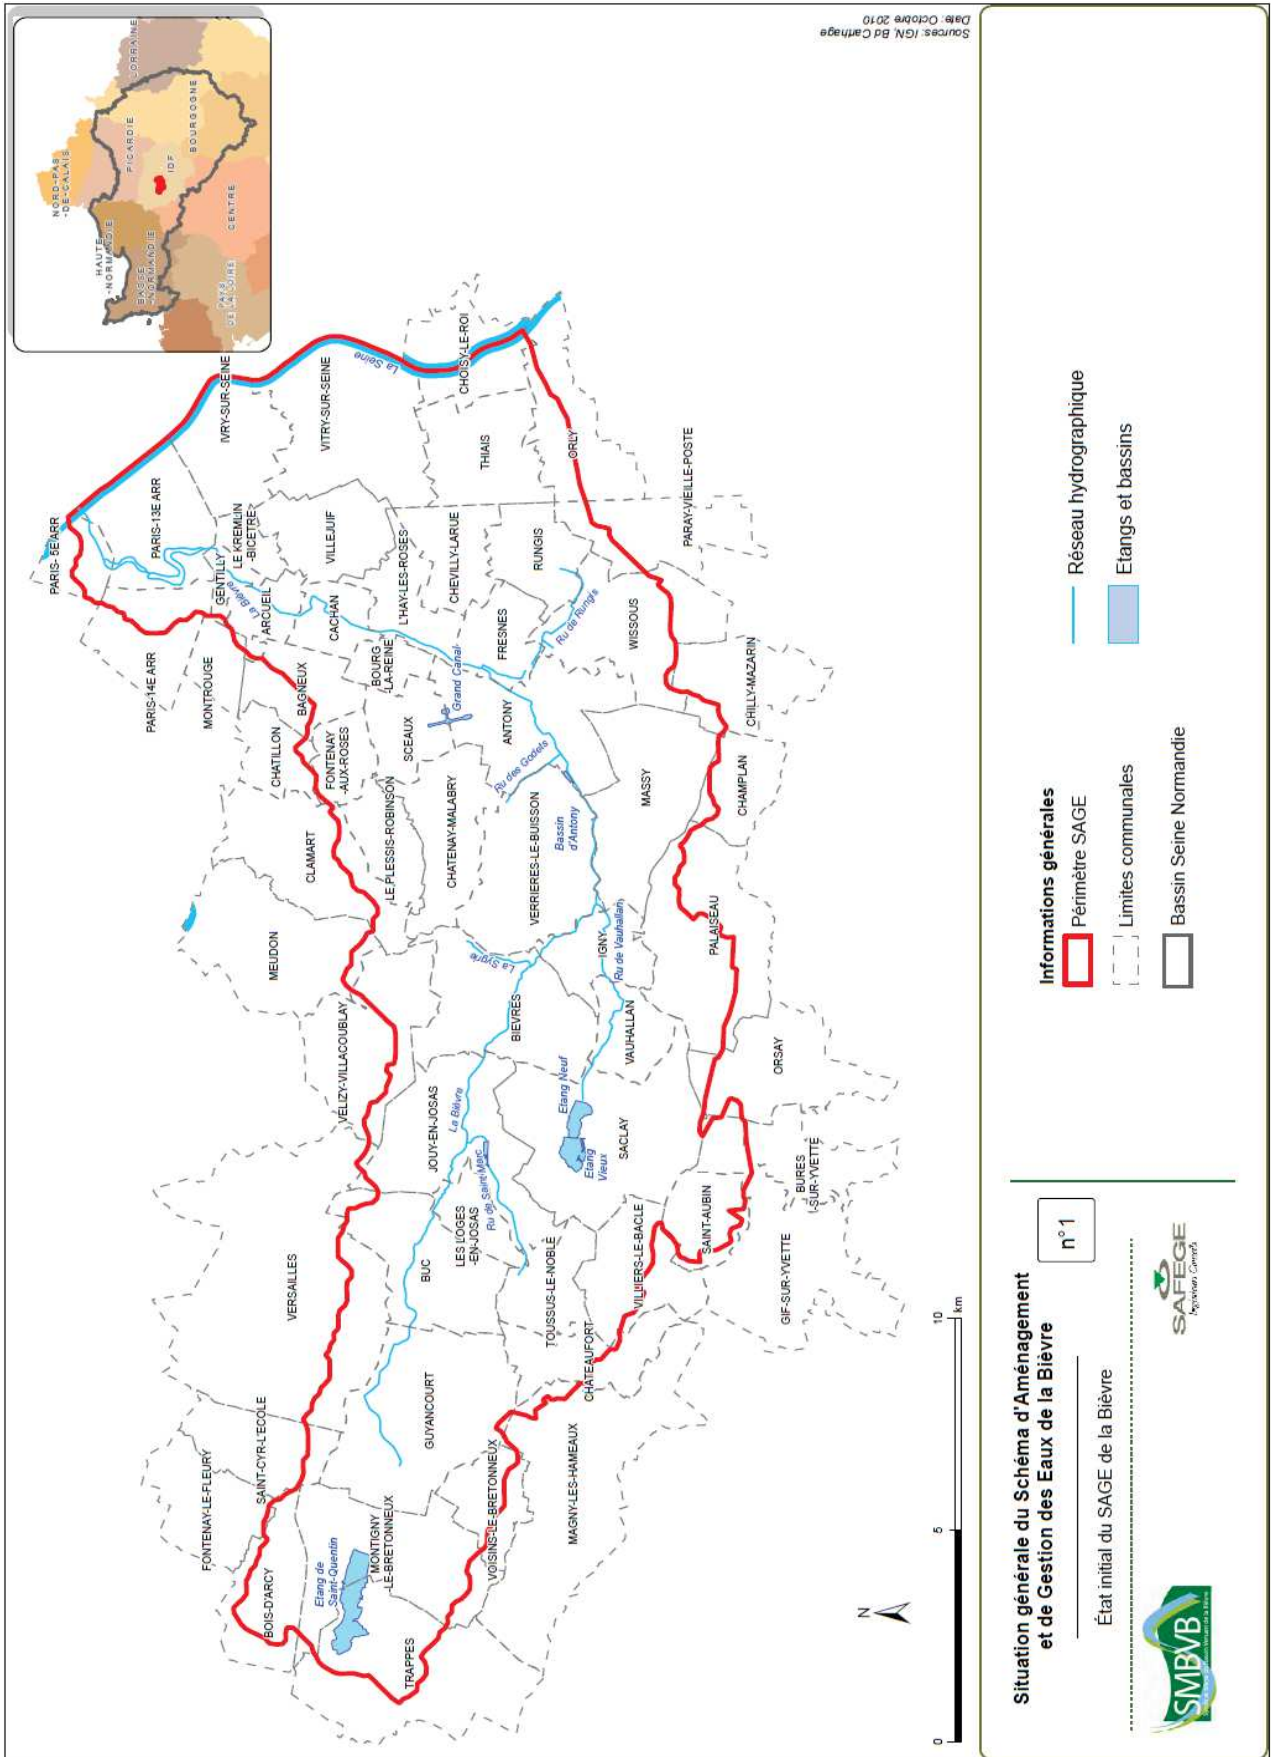 Sources: IGN, Bd Carthage
Date: Octobre 2010
NORD-PAS
-DE-CALAIS
HAUTE
-NORMANDIE
BASSE
-NORMANDIE
PICARDIE
IDF
LORRAINE
BOURGOGNE
CENTRE
PAYS
DE LA LOIRE
PARIS-5E ARR
PARIS-13E ARR
PARIS-14E ARR
IVRY-SUR-SEINE
La Seine
VITRY-SUR-SEINE
CHOISY-LE-ROI
THIAIS
ORLY
PARAY-VIEILLE-POSTE
GENTILLY
LE KREMLIN
-BICETRE
VILLEJUIF
La Bièvre
ARCUEIL
CACHAN
L'HAY-LES-ROSES
CHEVILLY-LARUE
RUNGIS
Ru de Rungis
FRESNES
WISSOUS
MONTROUGE
BAGNEUX
BOURG
-LA-REINE
Grand Canal
CHATILLON
FONTENAY
-AUX-ROSES
SCEAUX
ANTONY
Ru des Godets
CHILLY-MAZARIN
CLAMART
LE PLESSIS-ROBINSON
CHATENAY-MALABRY
VERRIERES-LE-BUISSON
Bassin
d'Antony
MASSY
CHAMPLAN
MEUDON
La Sygrie
IGNY
Ru de Vauhallan
PALAISEAU
VELIZY-VILLACOUBLAY
BIEVRES
VAUHALLAN
ORSAY
JOUY-EN-JOSAS
La Bièvre
Etang Neuf
Etang
Vieux
SACLAY
BURES
-SUR-YVETTE
VERSAILLES
BUC
LES LOGES
-EN-JOSAS
Ru de Saint-Marc
TOUSSUS-LE-NOBLE
VILLIERS-LE-BACLE
SAINT-AUBIN
GIF-SUR-YVETTE
CHATEAUFORT
FONTENAY-LE-FLEURY
SAINT-CYR-L'ECOLE
GUYANCOURT
VOISINS-LE-BRETONNEUX
MAGNY-LES-HAMEAUX
BOIS-D'ARCY
Etang de
Saint-Quentin
MONTIGNY
-LE-BRETONNEUX
TRAPPES
N
0 5 10
km
Situation générale du Schéma d'Aménagement
et de Gestion des Eaux de la Bièvre
n°1
État initial du SAGE de la Bièvre
SMBVB
SAFEGE
Ingénieurs Conseils
Informations générales
Périmètre SAGE
Limites communales
Bassin Seine Normandie
Réseau hydrographique
Etangs et bassins